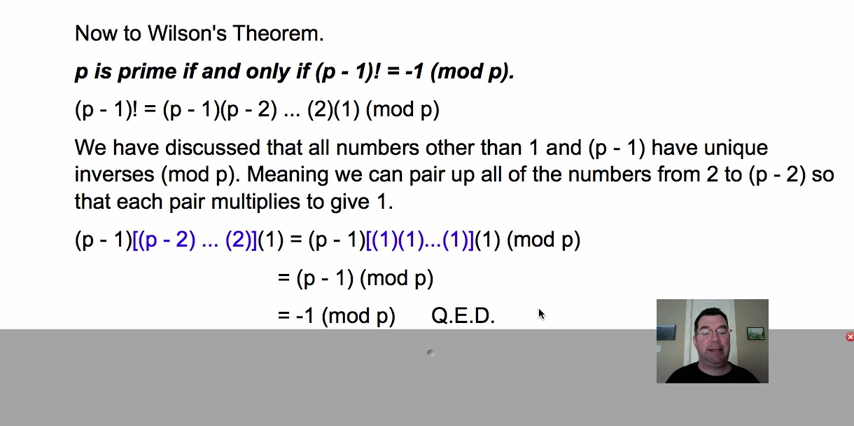 Now to Wilson's Theorem.
p is prime if and only if (p - 1)! = -1 (mod p).
(p - 1)! = (p - 1)(p - 2) ... (2)(1) (mod p)
We have discussed that all numbers other than 1 and (p - 1) have unique
inverses (mod p). Meaning we can pair up all of the numbers from 2 to (p - 2) so
that each pair multiplies to give 1.
(p - 1)[(p - 2) ... (2)](1) = (p - 1)[(1)(1)...(1)](1) (mod p)
= (p - 1) (mod p)
= -1 (mod p) Q.E.D.